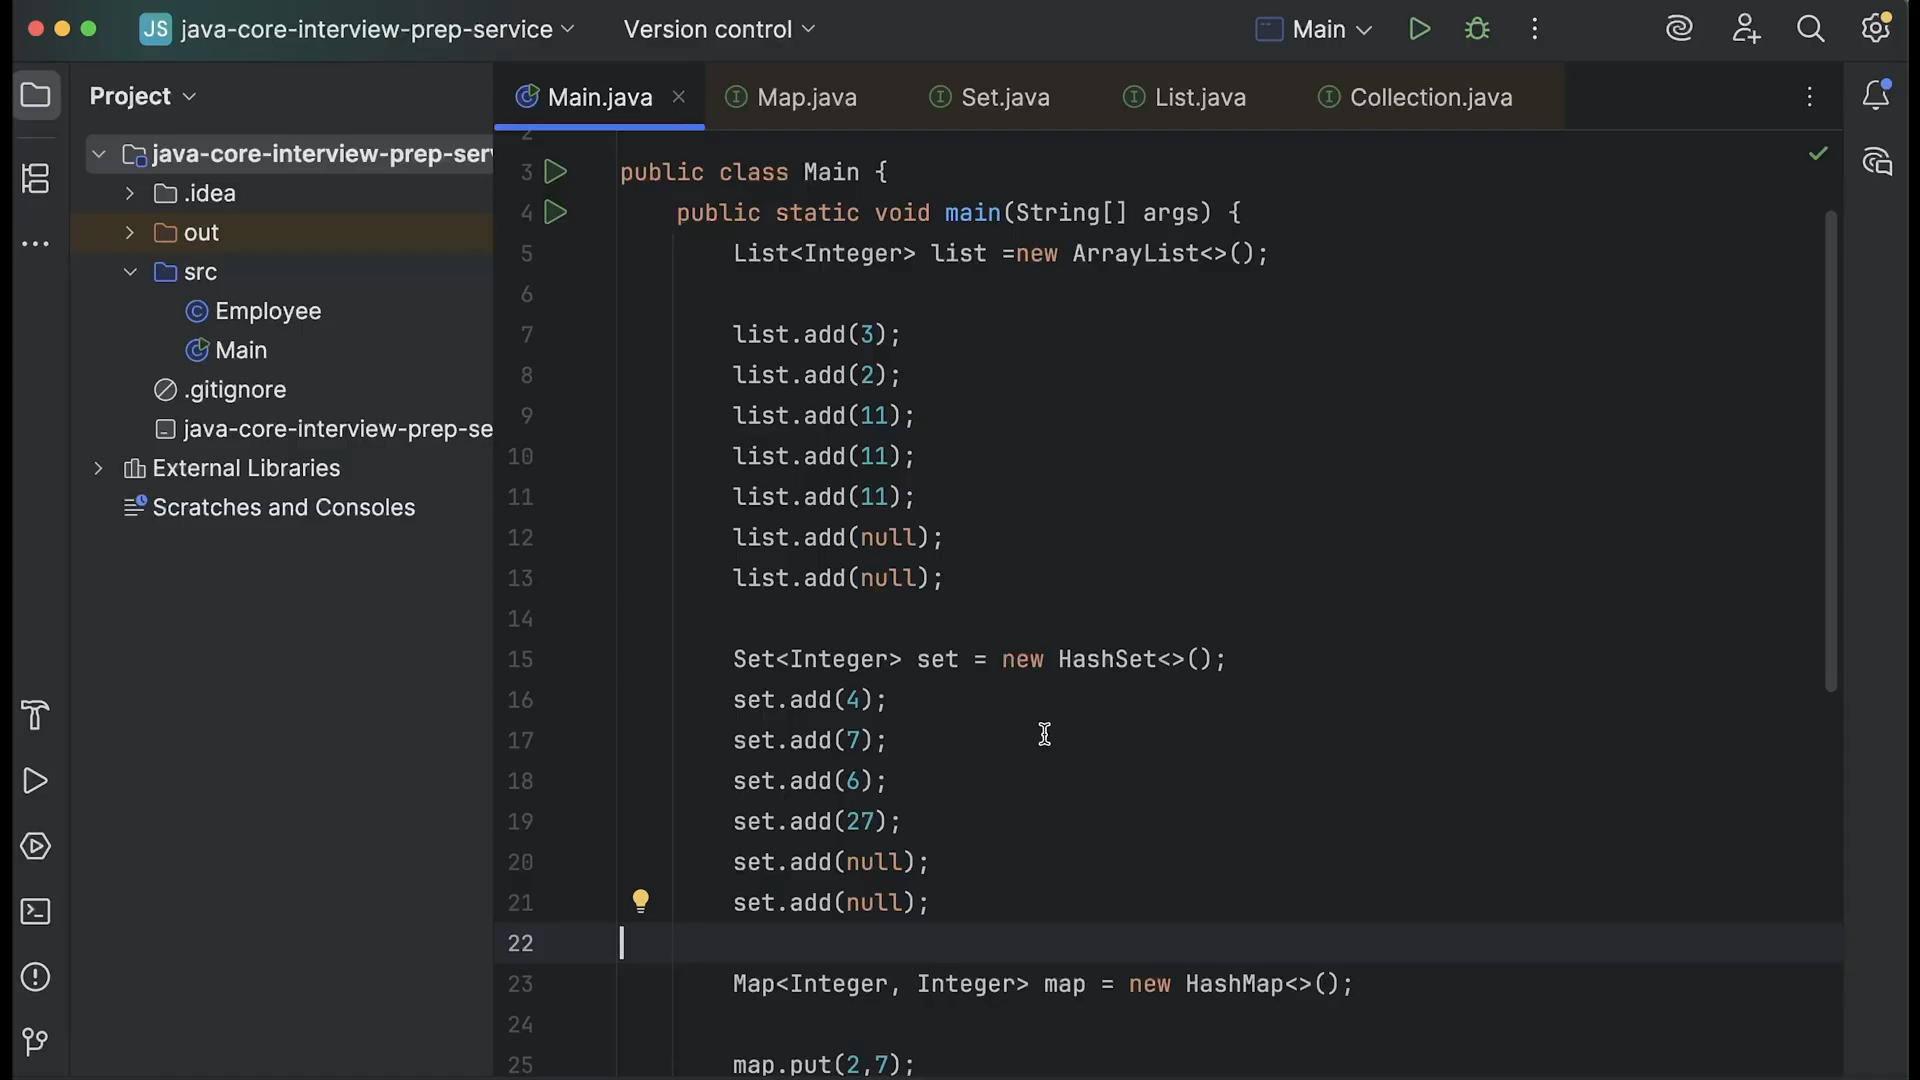 JS java-core-interview-prep-service Version control Main
Project
Main.java Map.java Set.java List.java Collection.java
java-core-interview-prep-serv
.idea
out
src
Employee
Main
.gitignore
java-core-interview-prep-se
External Libraries
Scratches and Consoles
2
3 public class Main {
4 public static void main(String[] args) {
5 List<Integer> list =new ArrayList<>();
6
7 list.add(3);
8 list.add(2);
9 list.add(11);
10 list.add(11);
11 list.add(11);
12 list.add(null);
13 list.add(null);
14
15 Set<Integer> set = new HashSet<>();
16 set.add(4);
17 set.add(7);
18 set.add(6);
19 set.add(27);
20 set.add(null);
21 set.add(null);
22
23 Map<Integer, Integer> map = new HashMap<>();
24
25 map.put(2,7);